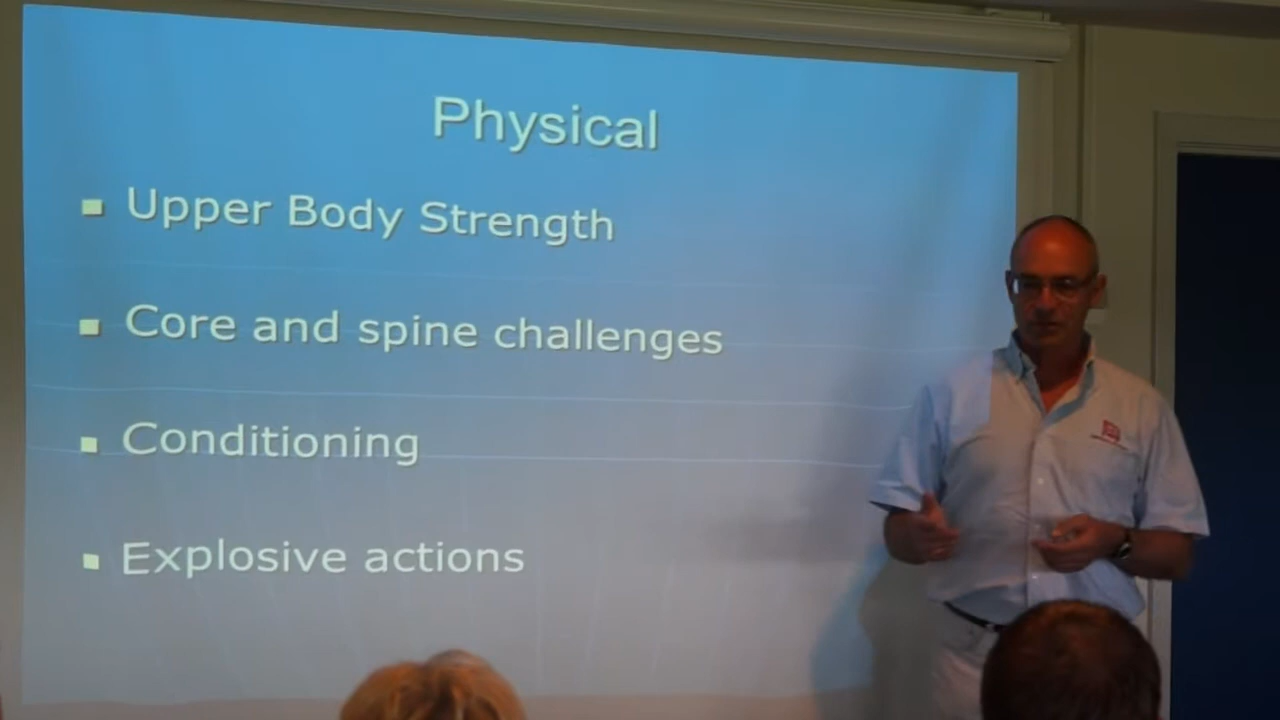 Physical
Upper Body Strength
Core and spine challenges
Conditioning
Explosive actions